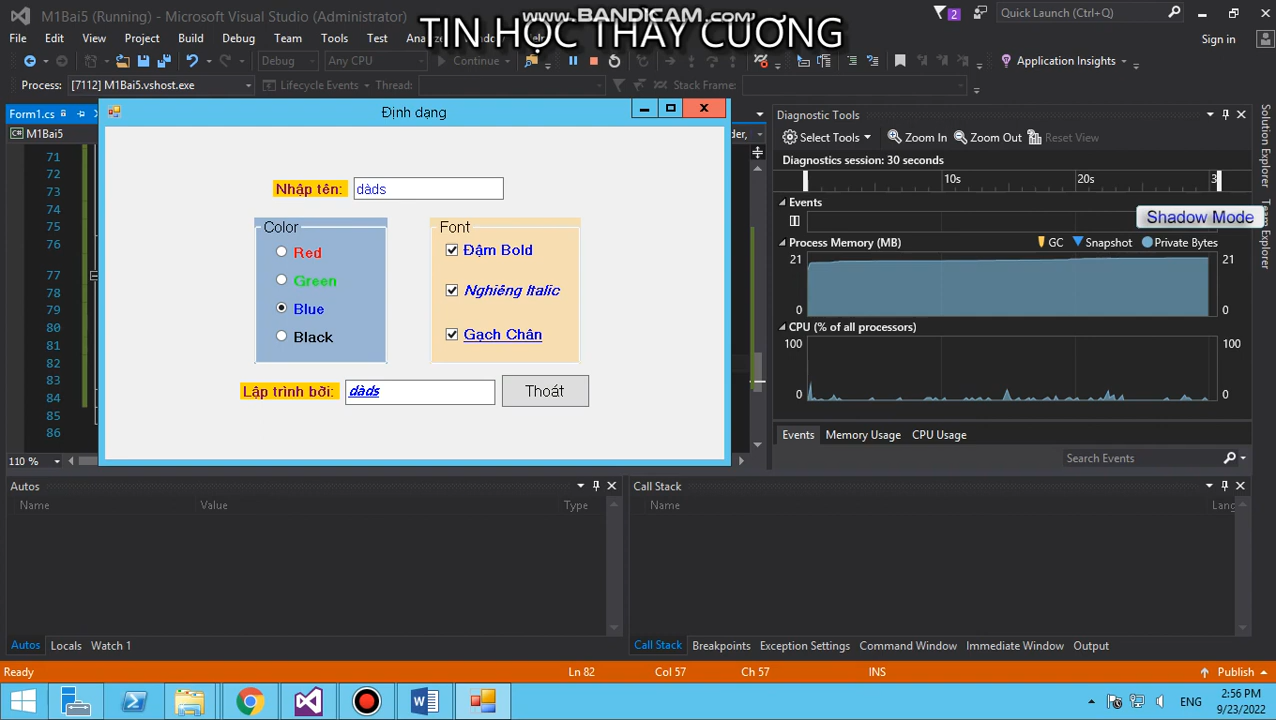 M1Bai5 (Running) - Microsoft Visual Studio (Administrator)
www.BANDICAM.com
TIN HỌC THẦY CƯƠNG
2
Quick Launch (Ctrl+Q)
File Edit View Project Build Debug Team Tools Test
Sign in
Debug Any CPU Continue Application Insights
Process: [7112] M1Bai5.vshost.exe Lifecycle Events Thread: Stack Frame:
Form1.cs
M1Bai5
71
72
73
74
75
76
77
78
79
80
81
82
83
84
85
86
110 %
Định dạng
Nhập tên: dàds
Color
Red
Green
Blue
Black
Font
Đậm Bold
Nghiêng Italic
Gạch Chân
Lập trình bởi: dàds Thoát
Diagnostic Tools
Select Tools Zoom In Zoom Out Reset View
Diagnostics session: 30 seconds
10s 20s 3
Events
Shadow Mode
Process Memory (MB) GC Snapshot Private Bytes
21 21
0 0
CPU (% of all processors)
100 100
0 0
Events Memory Usage CPU Usage
Search Events
Solution Explorer
Team Explorer
Autos
Name Value Type
Call Stack
Name Lang
Autos Locals Watch 1
Call Stack Breakpoints Exception Settings Command Window Immediate Window Output
Ready Ln 82 Col 57 Ch 57 INS Publish
ENG
2:56 PM
9/23/2022